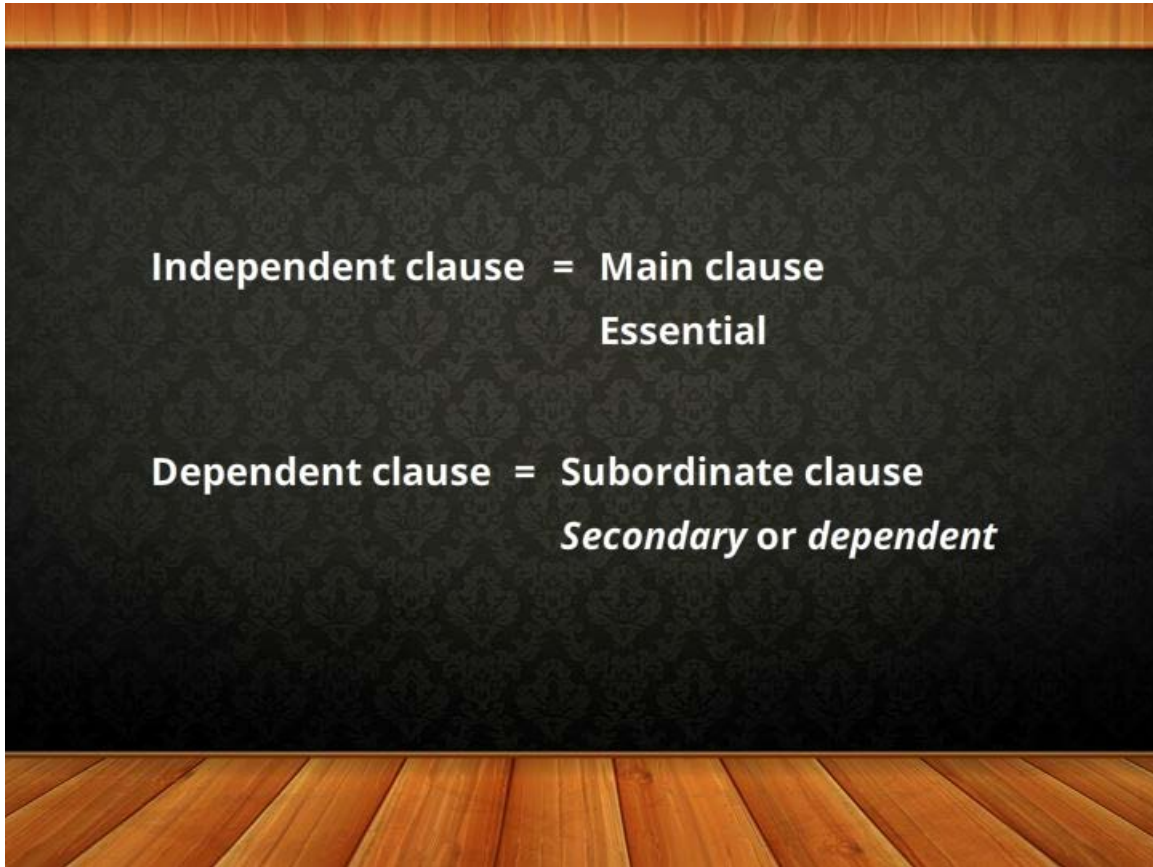 Independent clause = Main clause
Essential
Dependent clause = Subordinate clause
Secondary or dependent